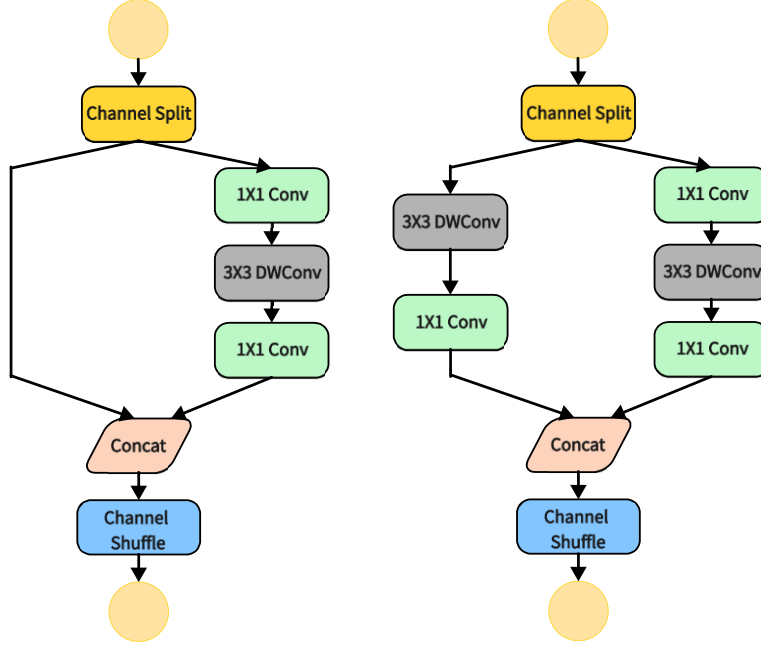 Channel Split
1X1 Conv
3X3 DWConv
1X1 Conv
Concat
Channel
Shuffle
Channel Split
3X3 DWConv
1X1 Conv
1X1 Conv
3X3 DWConv
1X1 Conv
Concat
Channel
Shuffle